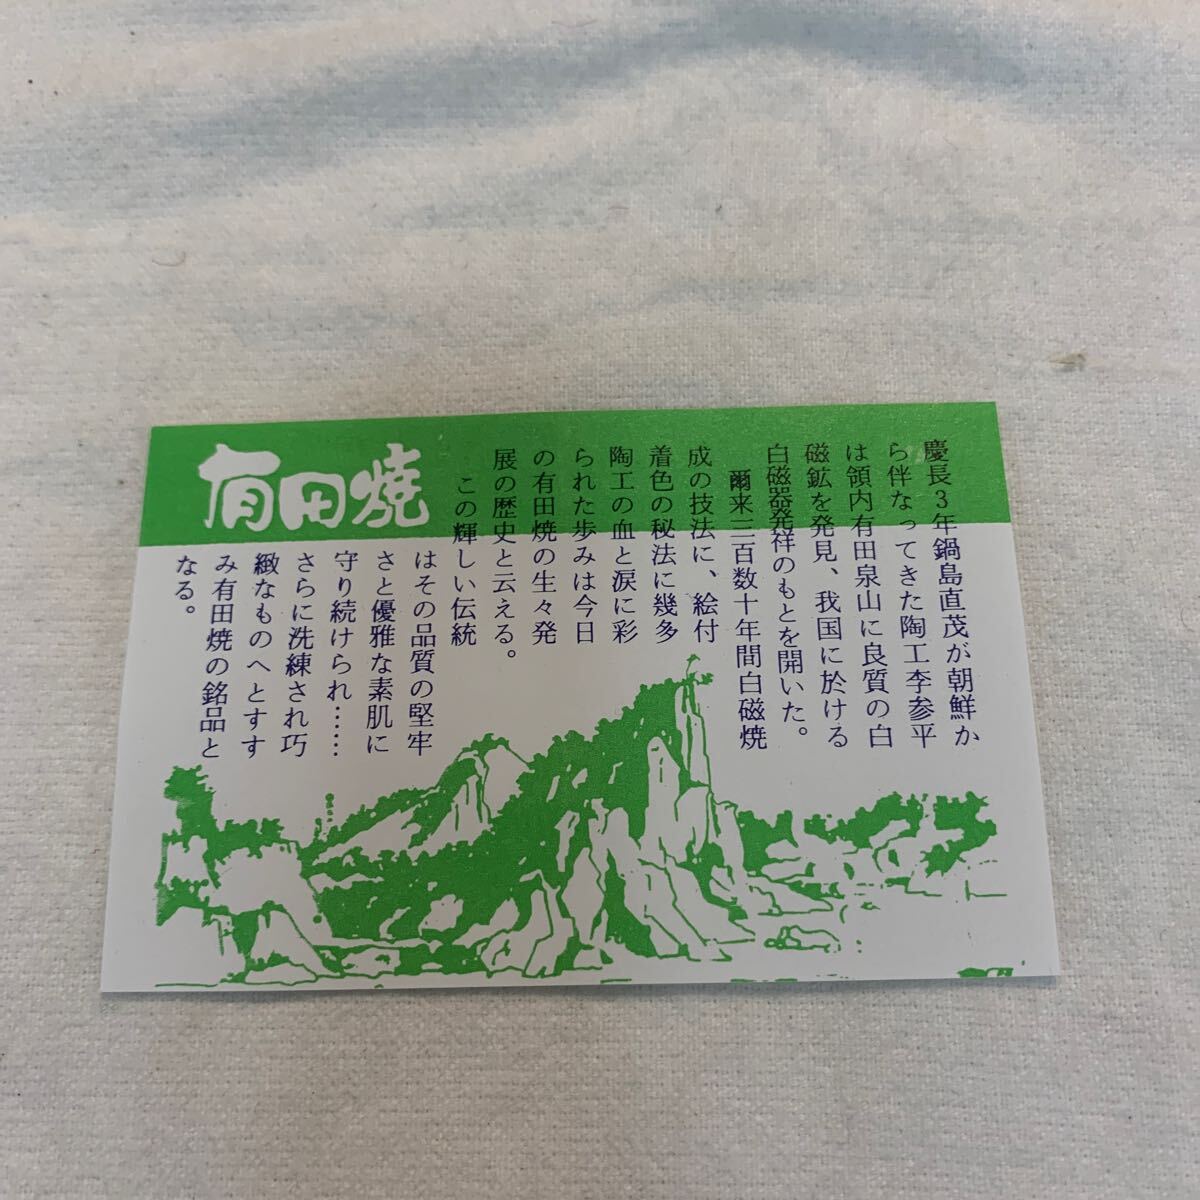 有田焼
慶長3年鍋島直茂が朝鮮か
ら伴なってきた陶工李参平
は領内有田泉山に良質の白
磁鉱を発見、我国に於ける
白磁器発祥のもとを開いた。
爾来三百数十年間白磁焼
成の技法に、絵付
着色の秘法に幾多
陶工の血と涙に彩
られた歩みは今日
の有田焼の生々発
展の歴史と云える。
この輝しい伝統
はその品質の堅牢
さと優雅な素肌に
守り続けられ……
さらに洗練され巧
緻なものへとすす
み有田焼の銘品と
なる。